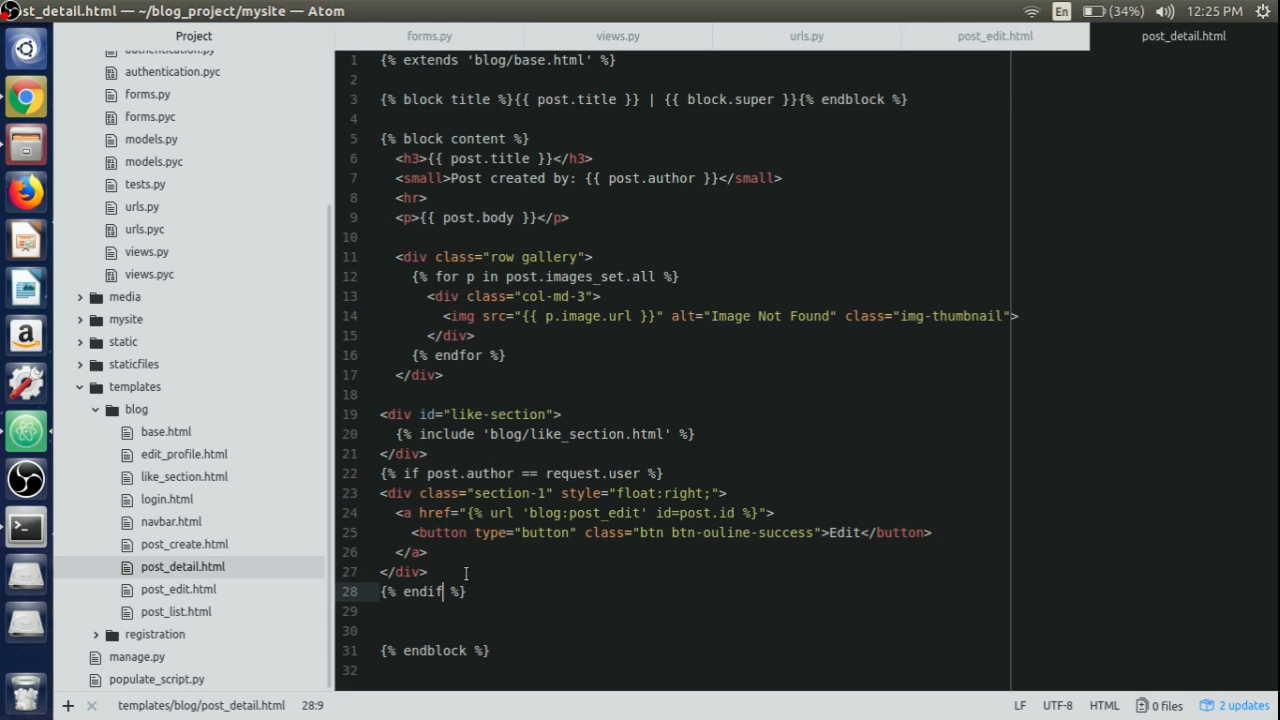 st_detail.html — ~/blog_project/mysite — Atom
En
(34%)
12:25 PM
Project
forms.py
views.py
urls.py
post_edit.html
post_detail.html
authentication.py
authentication.pyc
forms.py
forms.pyc
models.py
models.pyc
tests.py
urls.py
urls.pyc
views.py
views.pyc
media
mysite
static
staticfiles
templates
blog
base.html
edit_profile.html
like_section.html
login.html
navbar.html
post_create.html
post_detail.html
post_edit.html
post_list.html
registration
manage.py
populate_script.py
1 {% extends 'blog/base.html' %}
2
3 {% block title %}{{ post.title }} | {{ block.super }}{% endblock %}
4
5 {% block content %}
6 <h3>{{ post.title }}</h3>
7 <small>Post created by: {{ post.author }}</small>
8 <hr>
9 <p>{{ post.body }}</p>
10
11 <div class="row gallery">
12 {% for p in post.images_set.all %}
13 <div class="col-md-3">
14 <img src="{{ p.image.url }}" alt="Image Not Found" class="img-thumbnail">
15 </div>
16 {% endfor %}
17 </div>
18
19 <div id="like-section">
20 {% include 'blog/like_section.html' %}
21 </div>
22 {% if post.author == request.user %}
23 <div class="section-1" style="float:right;">
24 <a href="{% url 'blog:post_edit' id=post.id %}">
25 <button type="button" class="btn btn-ouline-success">Edit</button>
26 </a>
27 </div>
28 {% endif %}
29
30
31 {% endblock %}
32
+ × templates/blog/post_detail.html 28:9
LF UTF-8 HTML 0 files 2 updates